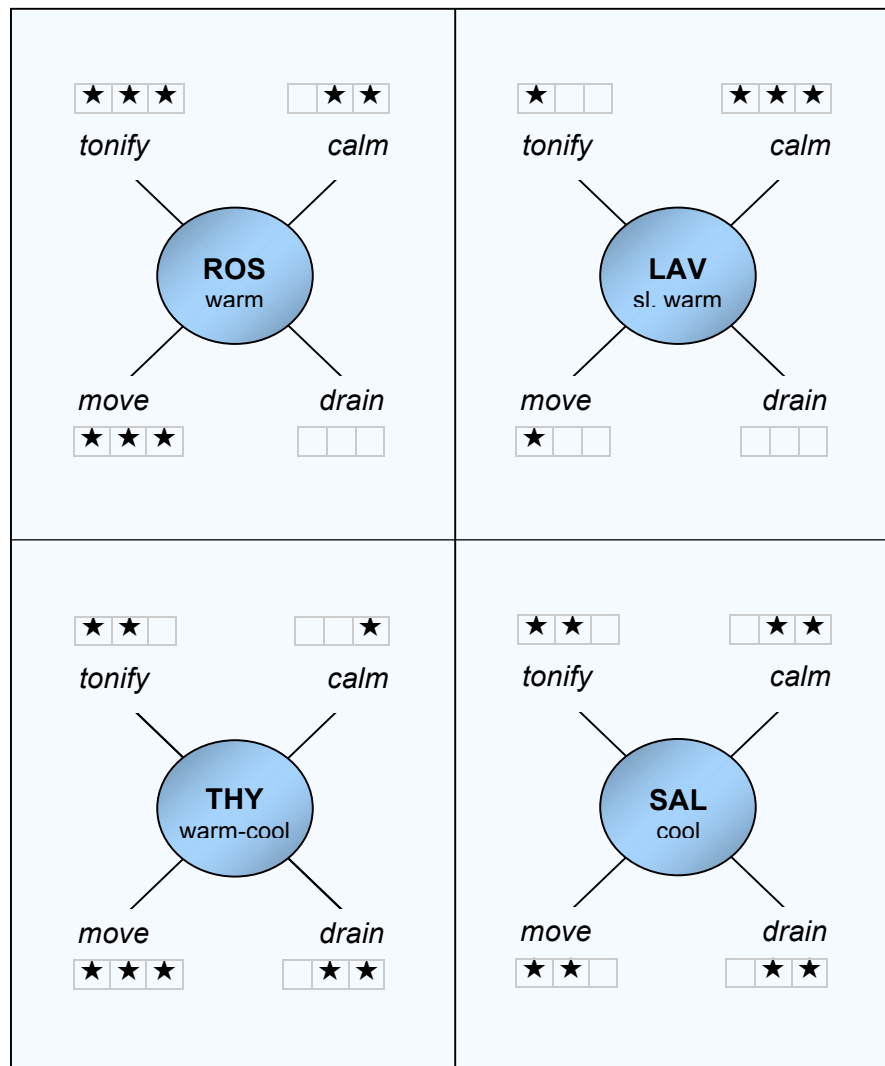 ★ ★ ★ ★ ★
tonify calm
ROS
warm
move drain
★ ★ ★
★ ★ ★ ★
tonify calm
LAV
sl. warm
move drain
★
★ ★ ★
tonify calm
THY
warm-cool
move drain
★ ★ ★ ★ ★
★ ★ ★ ★
tonify calm
SAL
cool
move drain
★ ★ ★ ★